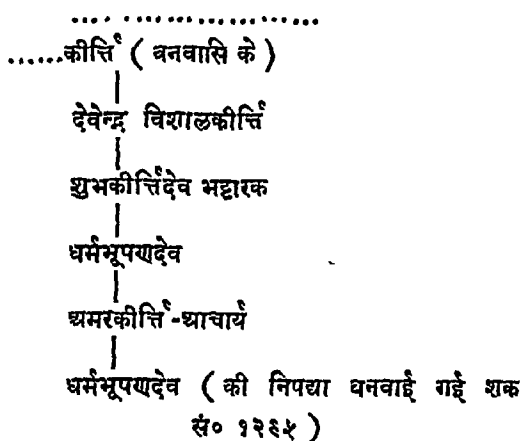 ... ... ... ... ... ... ...
......कीर्त्ति ( वनवासि के )
देवेन्द्र विशालकीर्त्ति
शुभकीर्त्तिदेव भट्टारक
धर्मभूषणदेव
अमरकीर्त्ति-आचार्य
धर्मभूषणदेव ( की निषद्या बनवाई गई शक
सं० १२९५ )